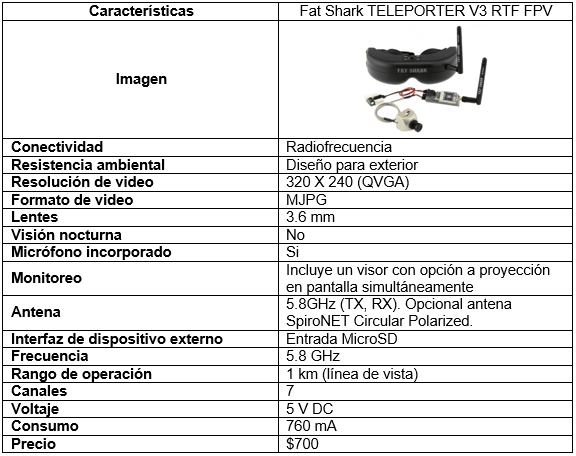 Características Fat Shark TELEPORTER V3 RTF FPV
Imagen
FAT SHARK
Conectividad Radiofrecuencia
Resistencia ambiental Diseño para exterior
Resolución de video 320 X 240 (QVGA)
Formato de video MJPG
Lentes 3.6 mm
Visión nocturna No
Micrófono incorporado Si
Monitoreo Incluye un visor con opción a proyección
en pantalla simultáneamente
Antena 5.8GHz (TX, RX). Opcional antena
SpiroNET Circular Polarized.
Interfaz de dispositivo externo Entrada MicroSD
Frecuencia 5.8 GHz
Rango de operación 1 km (línea de vista)
Canales 7
Voltaje 5 V DC
Consumo 760 mA
Precio $700